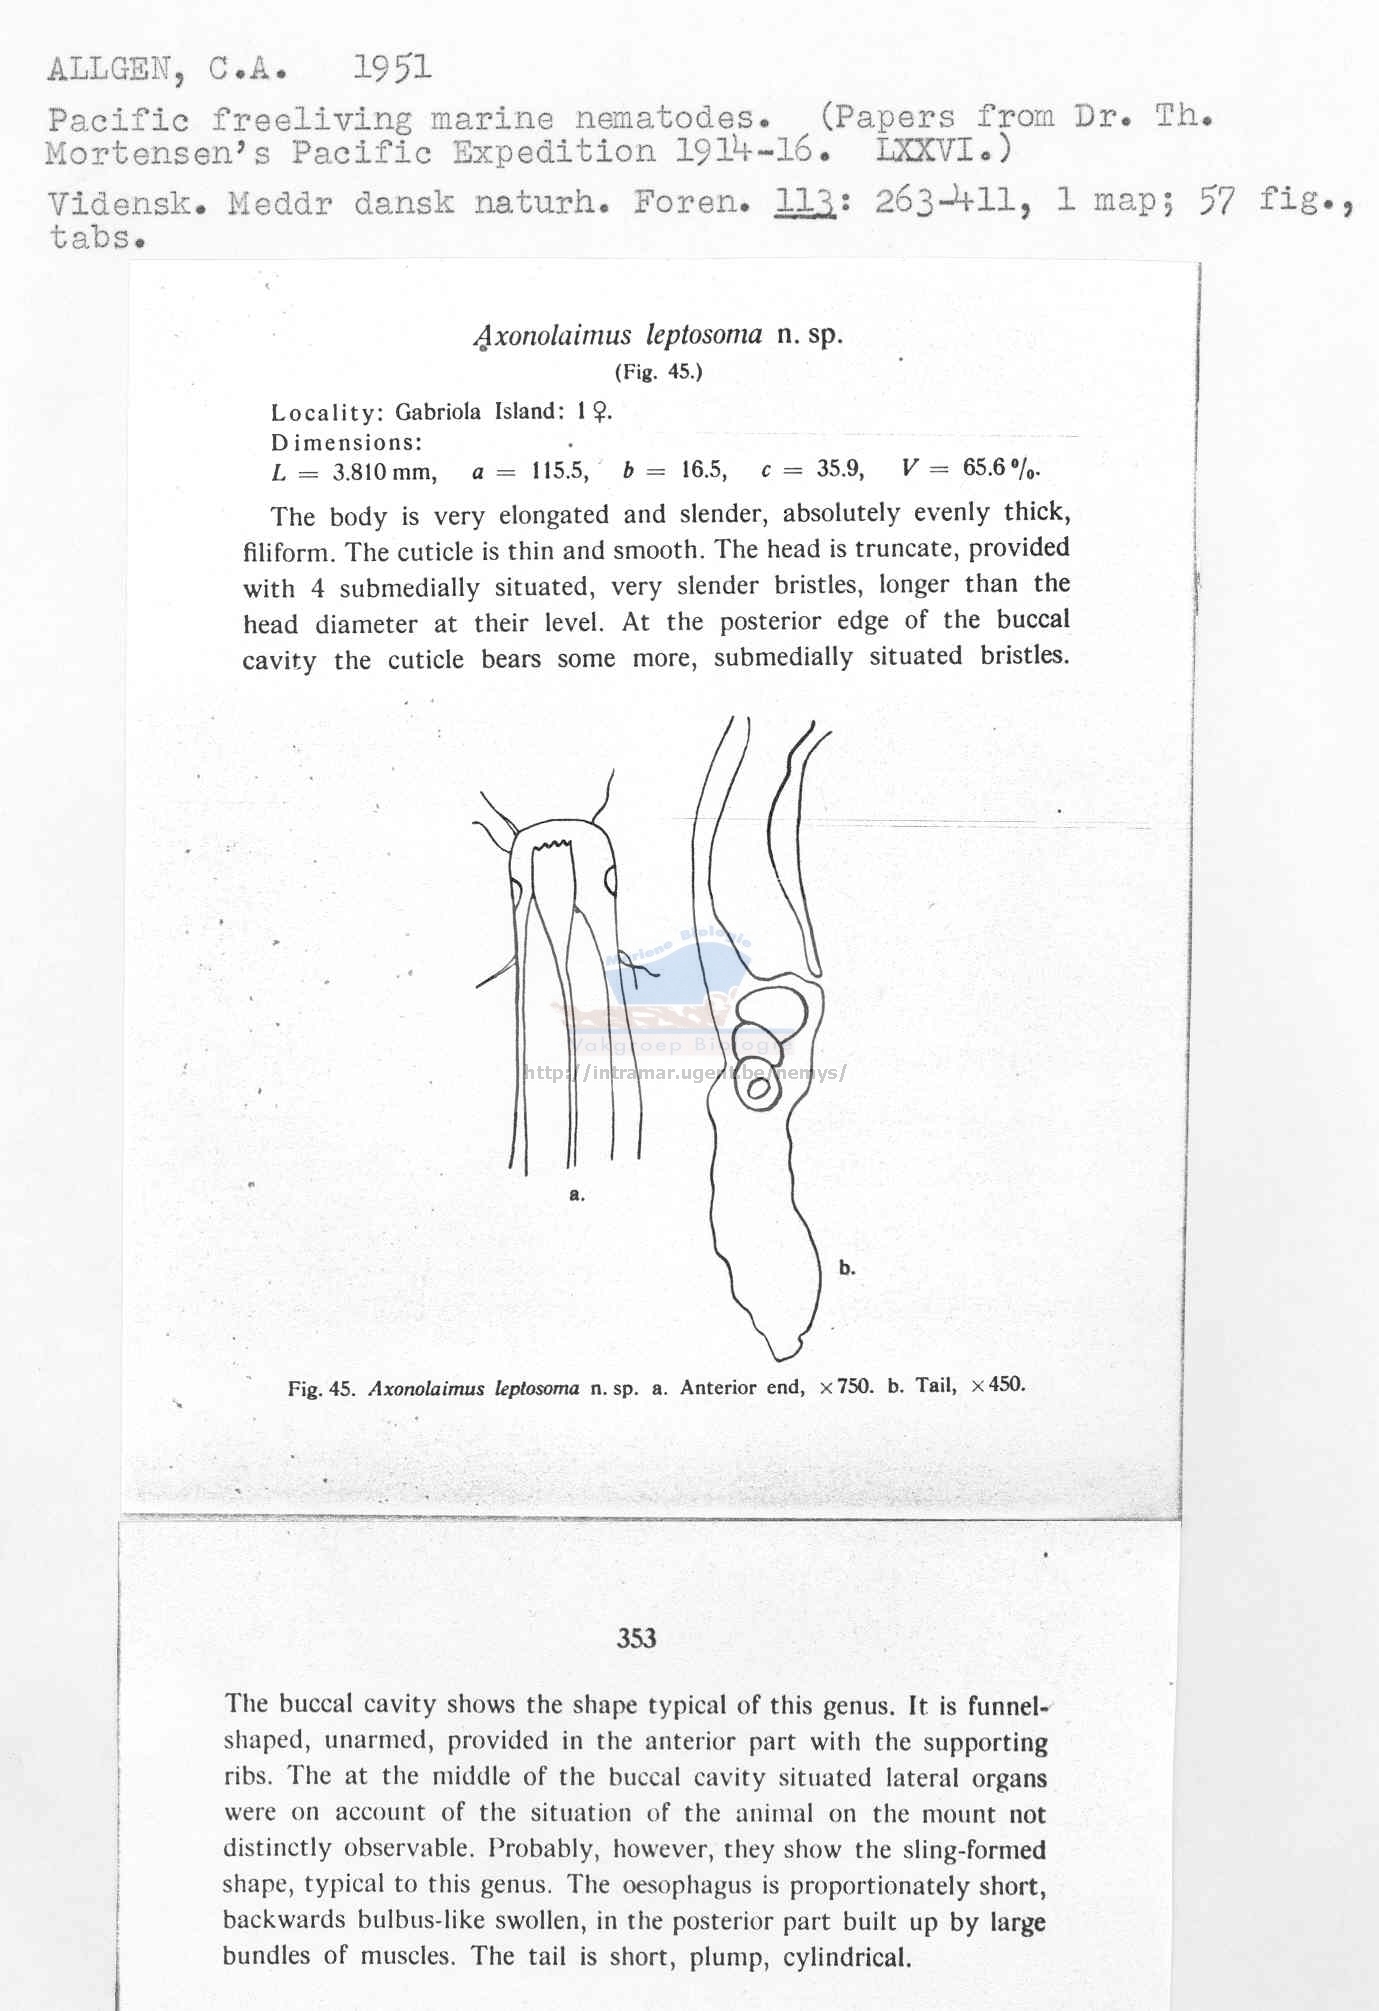 ALLGEN, C.A. 1951
Pacific freeliving marine nematodes. (Papers from Dr. Th.
Mortensen's Pacific Expedition 1914-16. LXXVI.)
Vidensk. Meddr dansk naturh. Foren. 113: 263-411, 1 map; 57 fig.,
tabs.
Axonolaimus leptosoma n. sp.
(Fig. 45.)
Locality: Gabriola Island: 1 ♀.
Dimensions:
L = 3.810 mm, a = 115.5, b = 16.5, c = 35.9, V = 65.6 %.
The body is very elongated and slender, absolutely evenly thick,
filiform. The cuticle is thin and smooth. The head is truncate, provided
with 4 submedially situated, very slender bristles, longer than the
head diameter at their level. At the posterior edge of the buccal
cavity the cuticle bears some more, submedially situated bristles.
Mariene Biologie
Vakgroep Biologie
http://intramar.ugent.be/nemys/
a.
b.
Fig. 45. Axonolaimus leptosoma n. sp. a. Anterior end, ×750. b. Tail, ×450.
353
The buccal cavity shows the shape typical of this genus. It is funnel-
shaped, unarmed, provided in the anterior part with the supporting
ribs. The at the middle of the buccal cavity situated lateral organs
were on account of the situation of the animal on the mount not
distinctly observable. Probably, however, they show the sling-formed
shape, typical to this genus. The oesophagus is proportionately short,
backwards bulbus-like swollen, in the posterior part built up by large
bundles of muscles. The tail is short, plump, cylindrical.